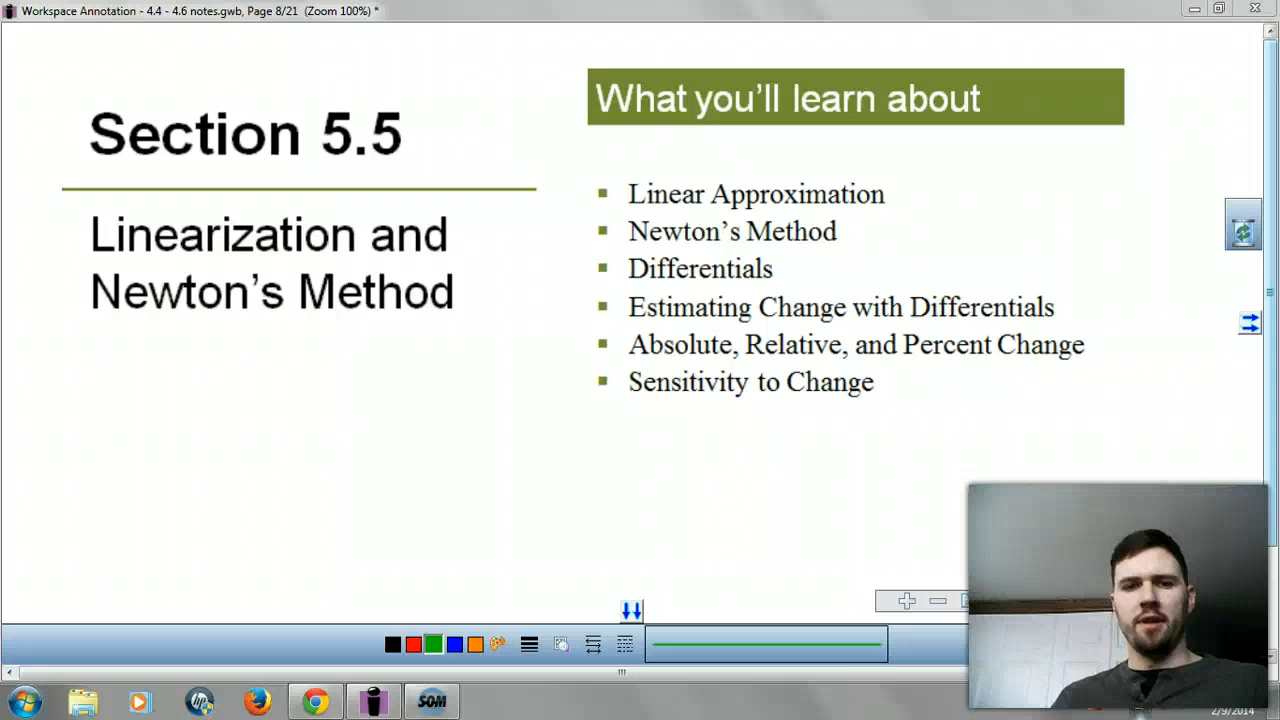 Workspace Annotation - 4.4 - 4.6 notes.gwb, Page 8/21 (Zoom 100%) *
Section 5.5
Linearization and
Newton's Method
What you'll learn about
Linear Approximation
Newton's Method
Differentials
Estimating Change with Differentials
Absolute, Relative, and Percent Change
Sensitivity to Change
hp
SOM
2/9/2014